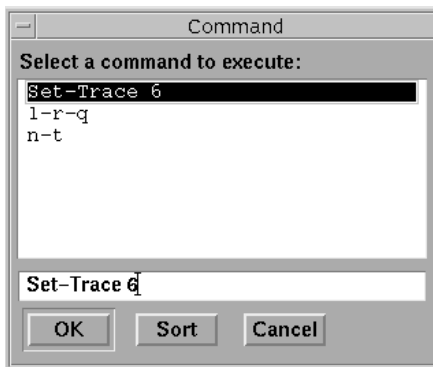 Command
Select a command to execute:
Set-Trace 6
l-r-q
n-t
Set-Trace 6
OK Sort Cancel